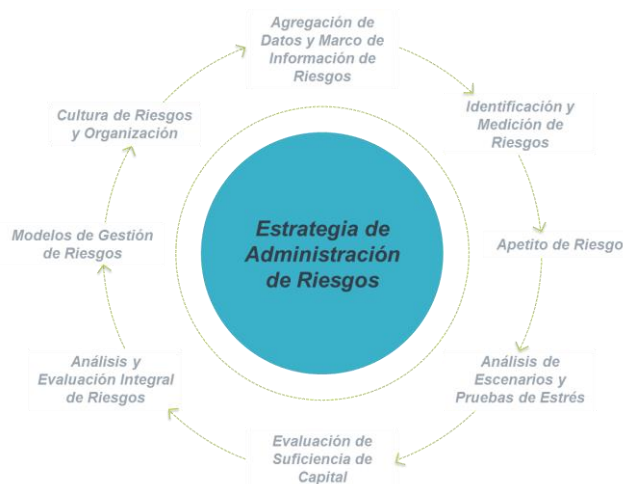 Agregación de
Datos y Marco de
Información de
Riesgos
Identificación y
Medición de
Riesgos
Apetito de Riesgo
Análisis de
Escenarios y
Pruebas de Estrés
Evaluación de
Suficiencia de
Capital
Análisis y
Evaluación Integral
de Riesgos
Modelos de Gestión
de Riesgos
Cultura de Riesgos
y Organización
Estrategia de
Administración
de Riesgos